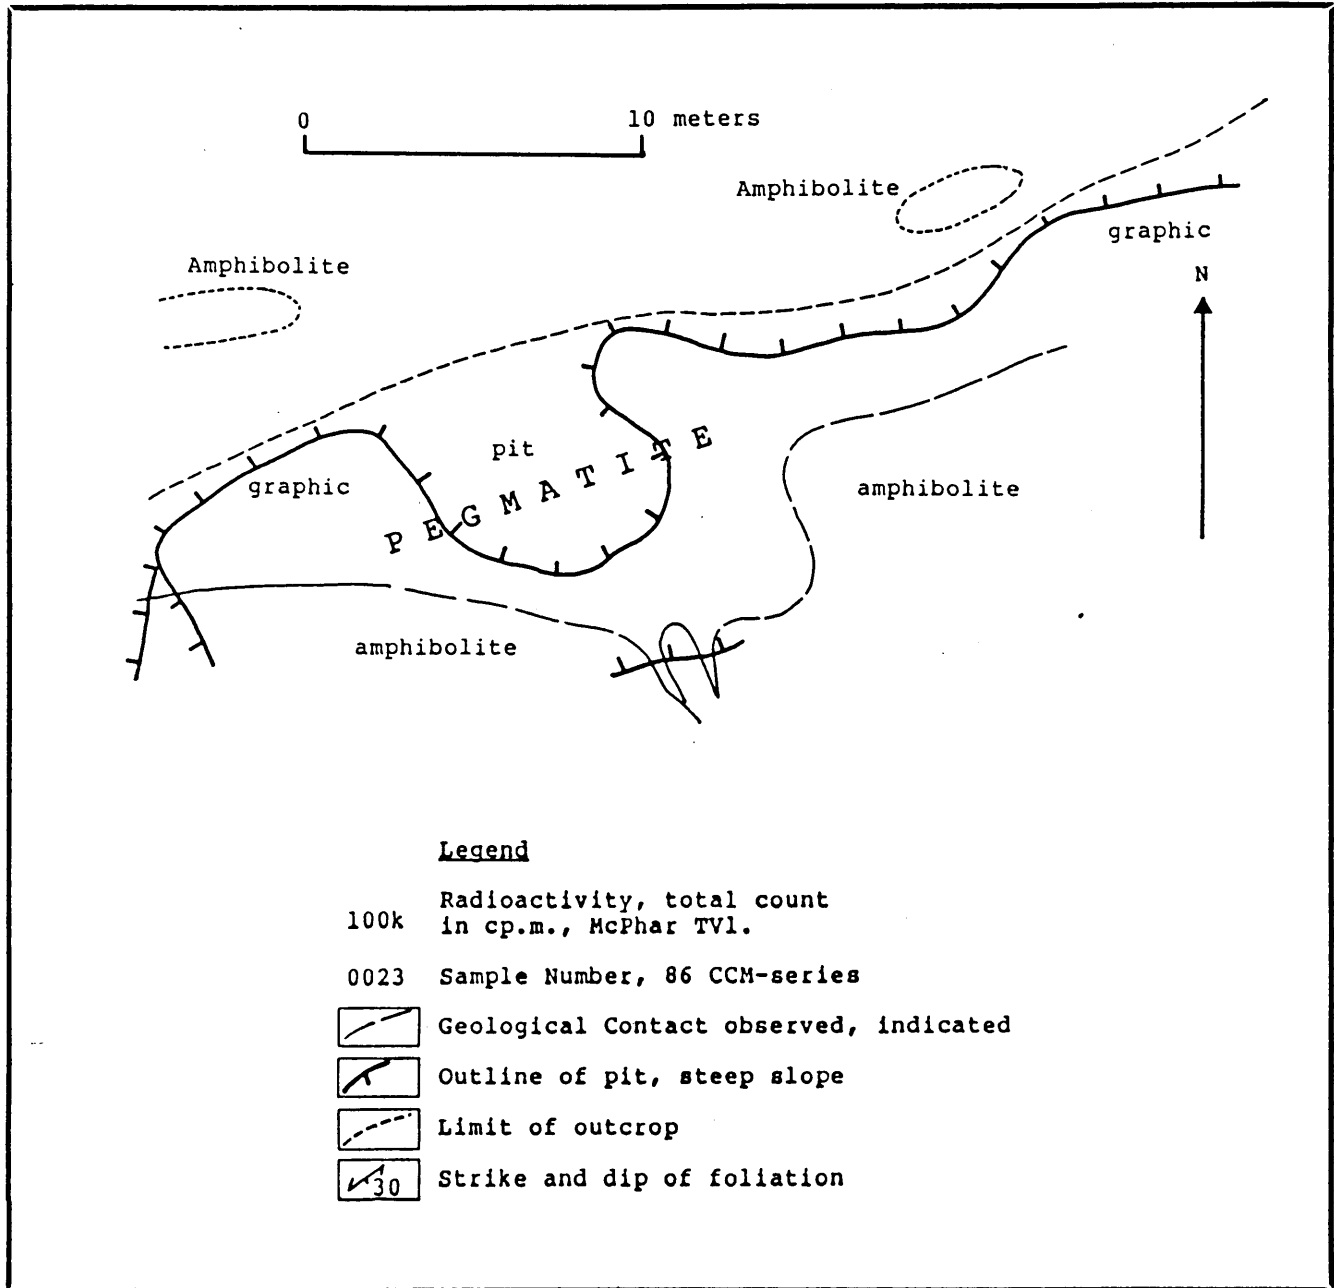 0 10 meters
Amphibolite
graphic
Amphibolite
N
pit
PEGMATITE
graphic
amphibolite
amphibolite
Legend
100k Radioactivity, total count
in cp.m., McPhar TVl.
0023 Sample Number, 86 CCM-series
Geological Contact observed, indicated
Outline of pit, steep slope
Limit of outcrop
30 Strike and dip of foliation